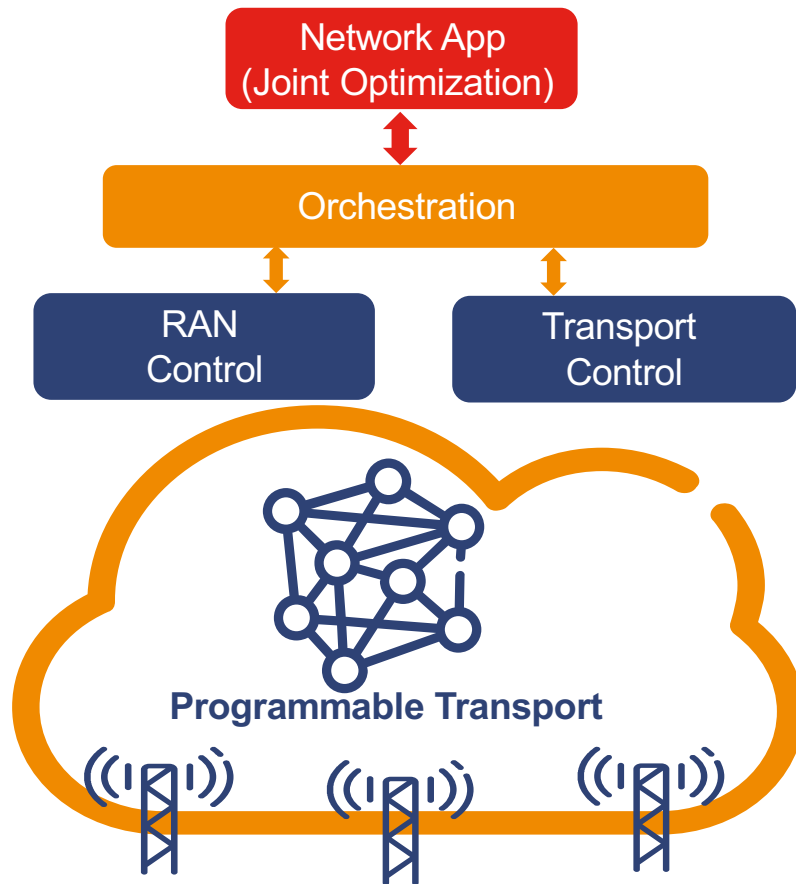 Network App
(Joint Optimization)
Orchestration
RAN
Control
Transport
Control
Programmable Transport